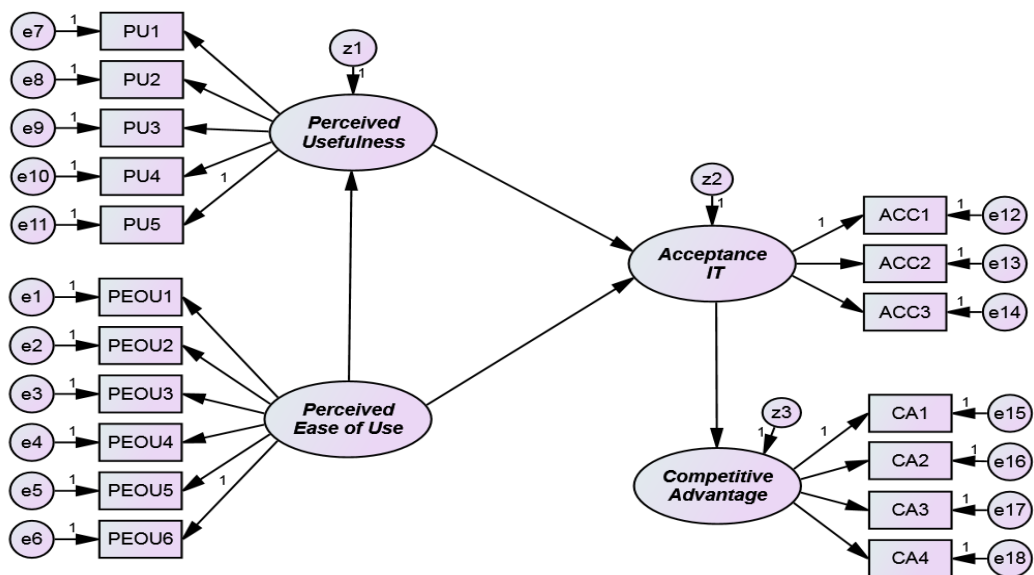 e7 1 PU1
e8 1 PU2
e9 1 PU3
e10 1 PU4
e11 1 PU5
1
z1
1
Perceived
Usefulness
e1 1 PEOU1
e2 1 PEOU2
e3 1 PEOU3
e4 1 PEOU4
e5 1 PEOU5
e6 1 PEOU6
1
Perceived
Ease of Use
z2
1
Acceptance
IT
1
ACC1 1 e12
ACC2 1 e13
ACC3 1 e14
z3
1
Competitive
Advantage
1
CA1 1 e15
CA2 1 e16
CA3 1 e17
CA4 1 e18